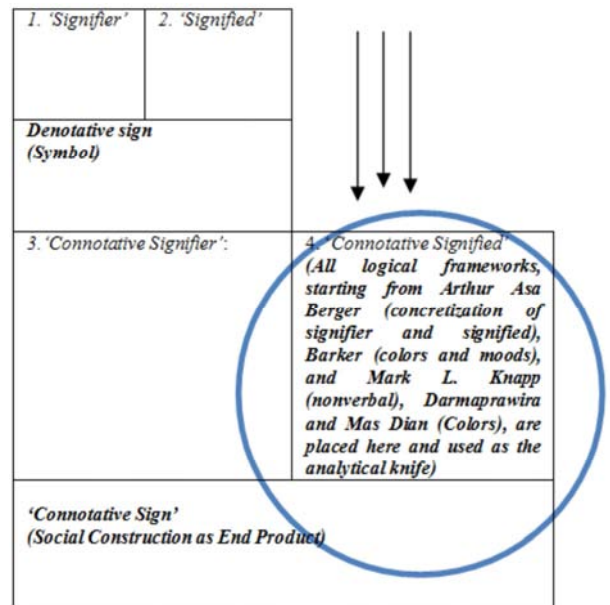 1. ‘Signifier’
2. ‘Signified’
Denotative sign
(Symbol)
3. ‘Connotative Signifier’:
4. ‘Connotative Signified’
(All logical frameworks,
starting from Arthur Asa
Berger (concretization of
signifier and signified),
Barker (colors and moods),
and Mark L. Knapp
(nonverbal), Darmaprawira
and Mas Dian (Colors), are
placed here and used as the
analytical knife)
‘Connotative Sign’
(Social Construction as End Product)